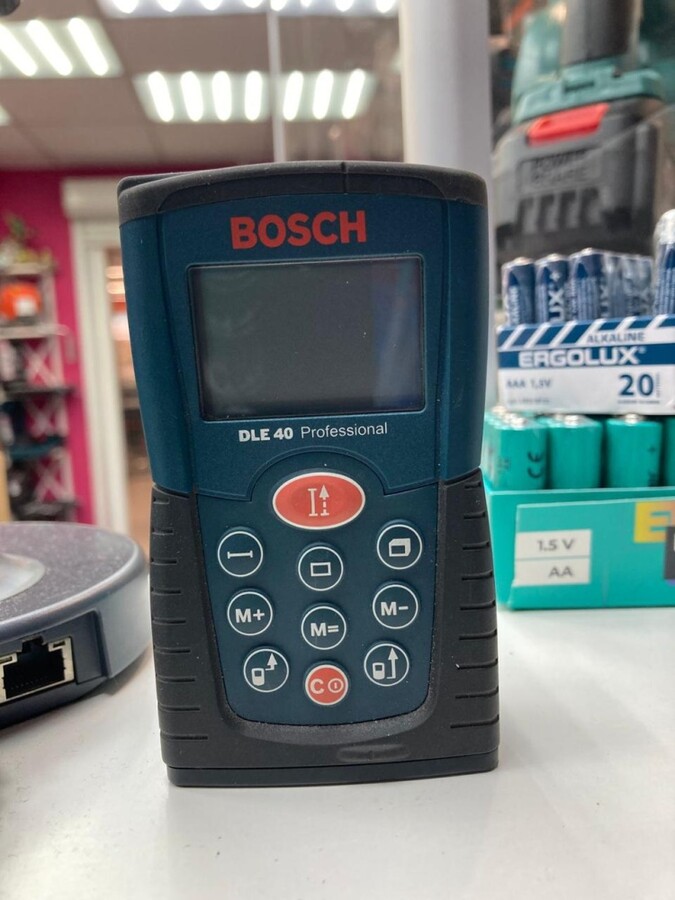 BOSCH
DLE 40 Professional
M+
M=
M-
C
ALKALINE
ERGOLUX
AAA 1,5V
20
1.5 V
AA